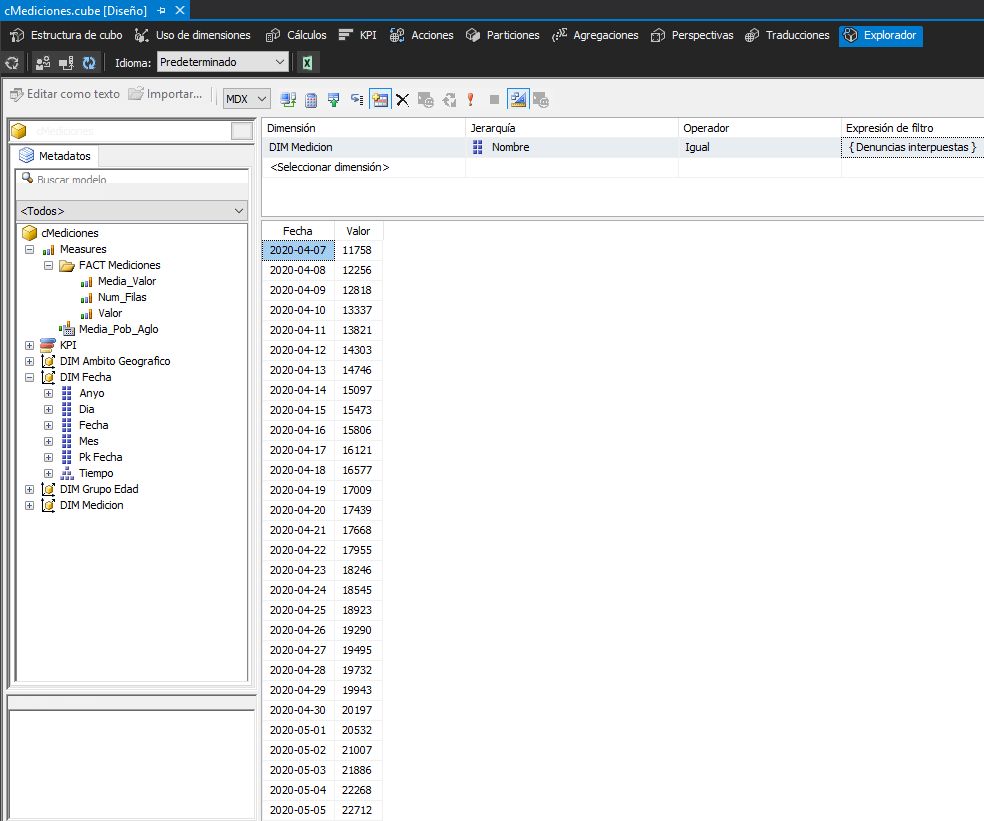 cMediciones.cube [Diseño]
Estructura de cubo Uso de dimensiones Cálculos KPI Acciones Particiones Agregaciones Perspectivas Traducciones Explorador
Idioma: Predeterminado
Editar como texto Importar... MDX
cMediciones
Metadatos
Buscar modelo
<Todos>
cMediciones
Measures
FACT Mediciones
Media_Valor
Num_Filas
Valor
Media_Pob_Aglo
KPI
DIM Ambito Geografico
DIM Fecha
Anyo
Dia
Fecha
Mes
Pk Fecha
Tiempo
DIM Grupo Edad
DIM Medicion
Dimensión Jerarquía Operador Expresión de filtro
DIM Medicion Nombre Igual { Denuncias interpuestas }
<Seleccionar dimensión>
Fecha Valor
2020-04-07 11758
2020-04-08 12256
2020-04-09 12818
2020-04-10 13337
2020-04-11 13821
2020-04-12 14303
2020-04-13 14746
2020-04-14 15097
2020-04-15 15473
2020-04-16 15806
2020-04-17 16121
2020-04-18 16577
2020-04-19 17009
2020-04-20 17439
2020-04-21 17668
2020-04-22 17955
2020-04-23 18246
2020-04-24 18545
2020-04-25 18923
2020-04-26 19290
2020-04-27 19495
2020-04-28 19732
2020-04-29 19943
2020-04-30 20197
2020-05-01 20532
2020-05-02 21007
2020-05-03 21886
2020-05-04 22268
2020-05-05 22712